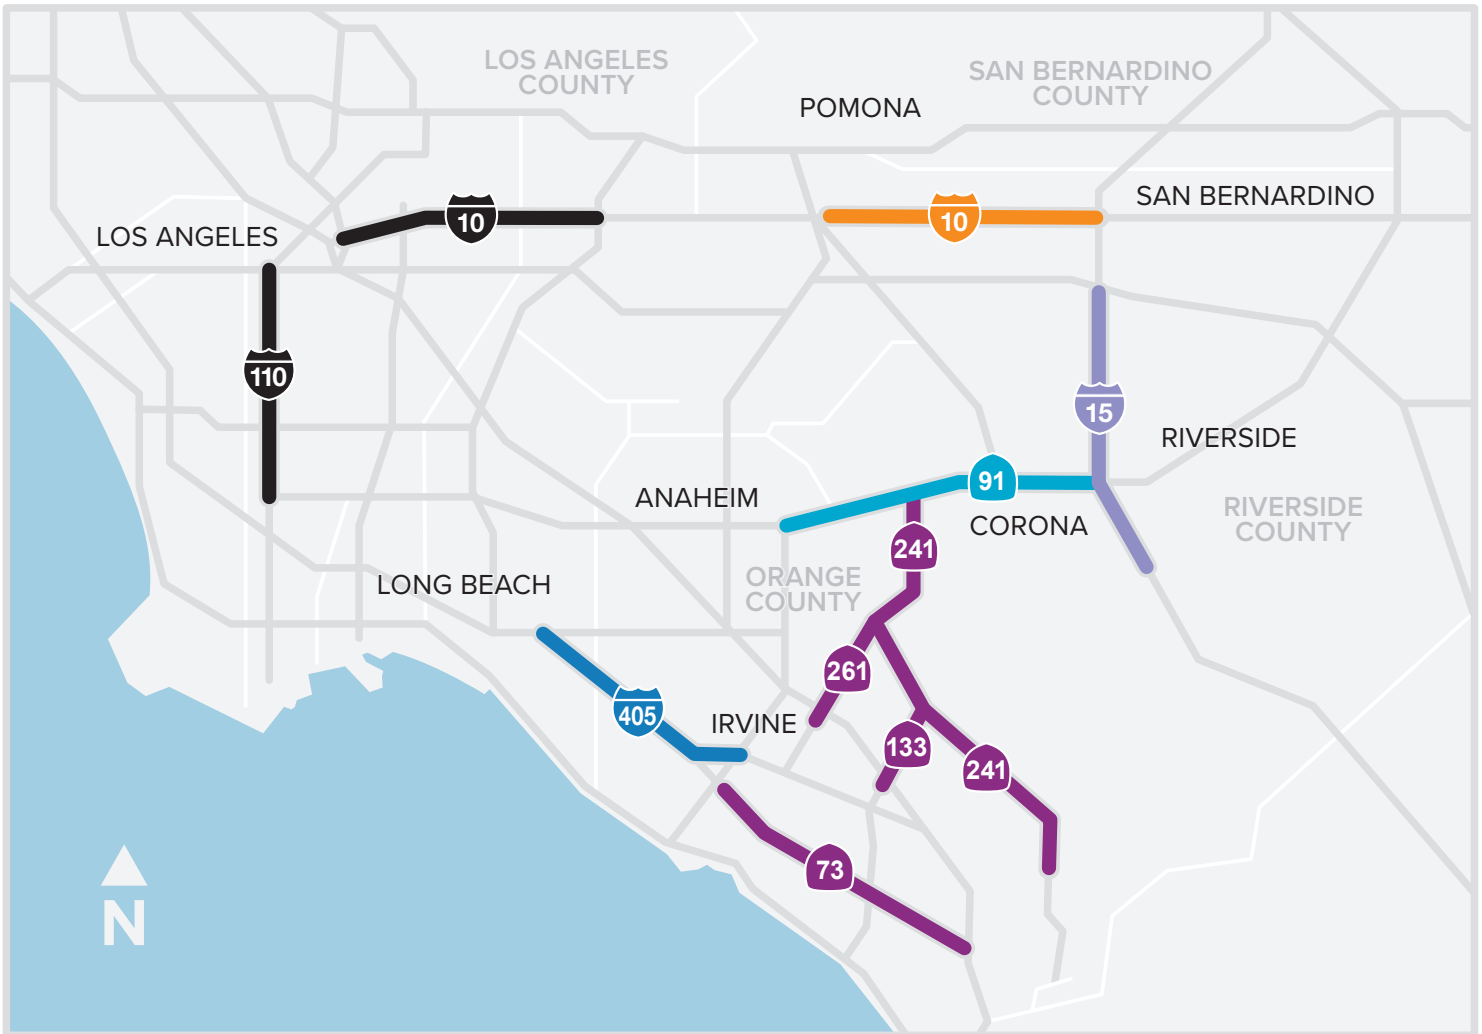 LOS ANGELES
COUNTY
SAN BERNARDINO
COUNTY
POMONA
SAN BERNARDINO
10
10
LOS ANGELES
110
15
RIVERSIDE
91
ANAHEIM
CORONA
RIVERSIDE
COUNTY
241
ORANGE
COUNTY
LONG BEACH
261
405
IRVINE
133
241
73
N